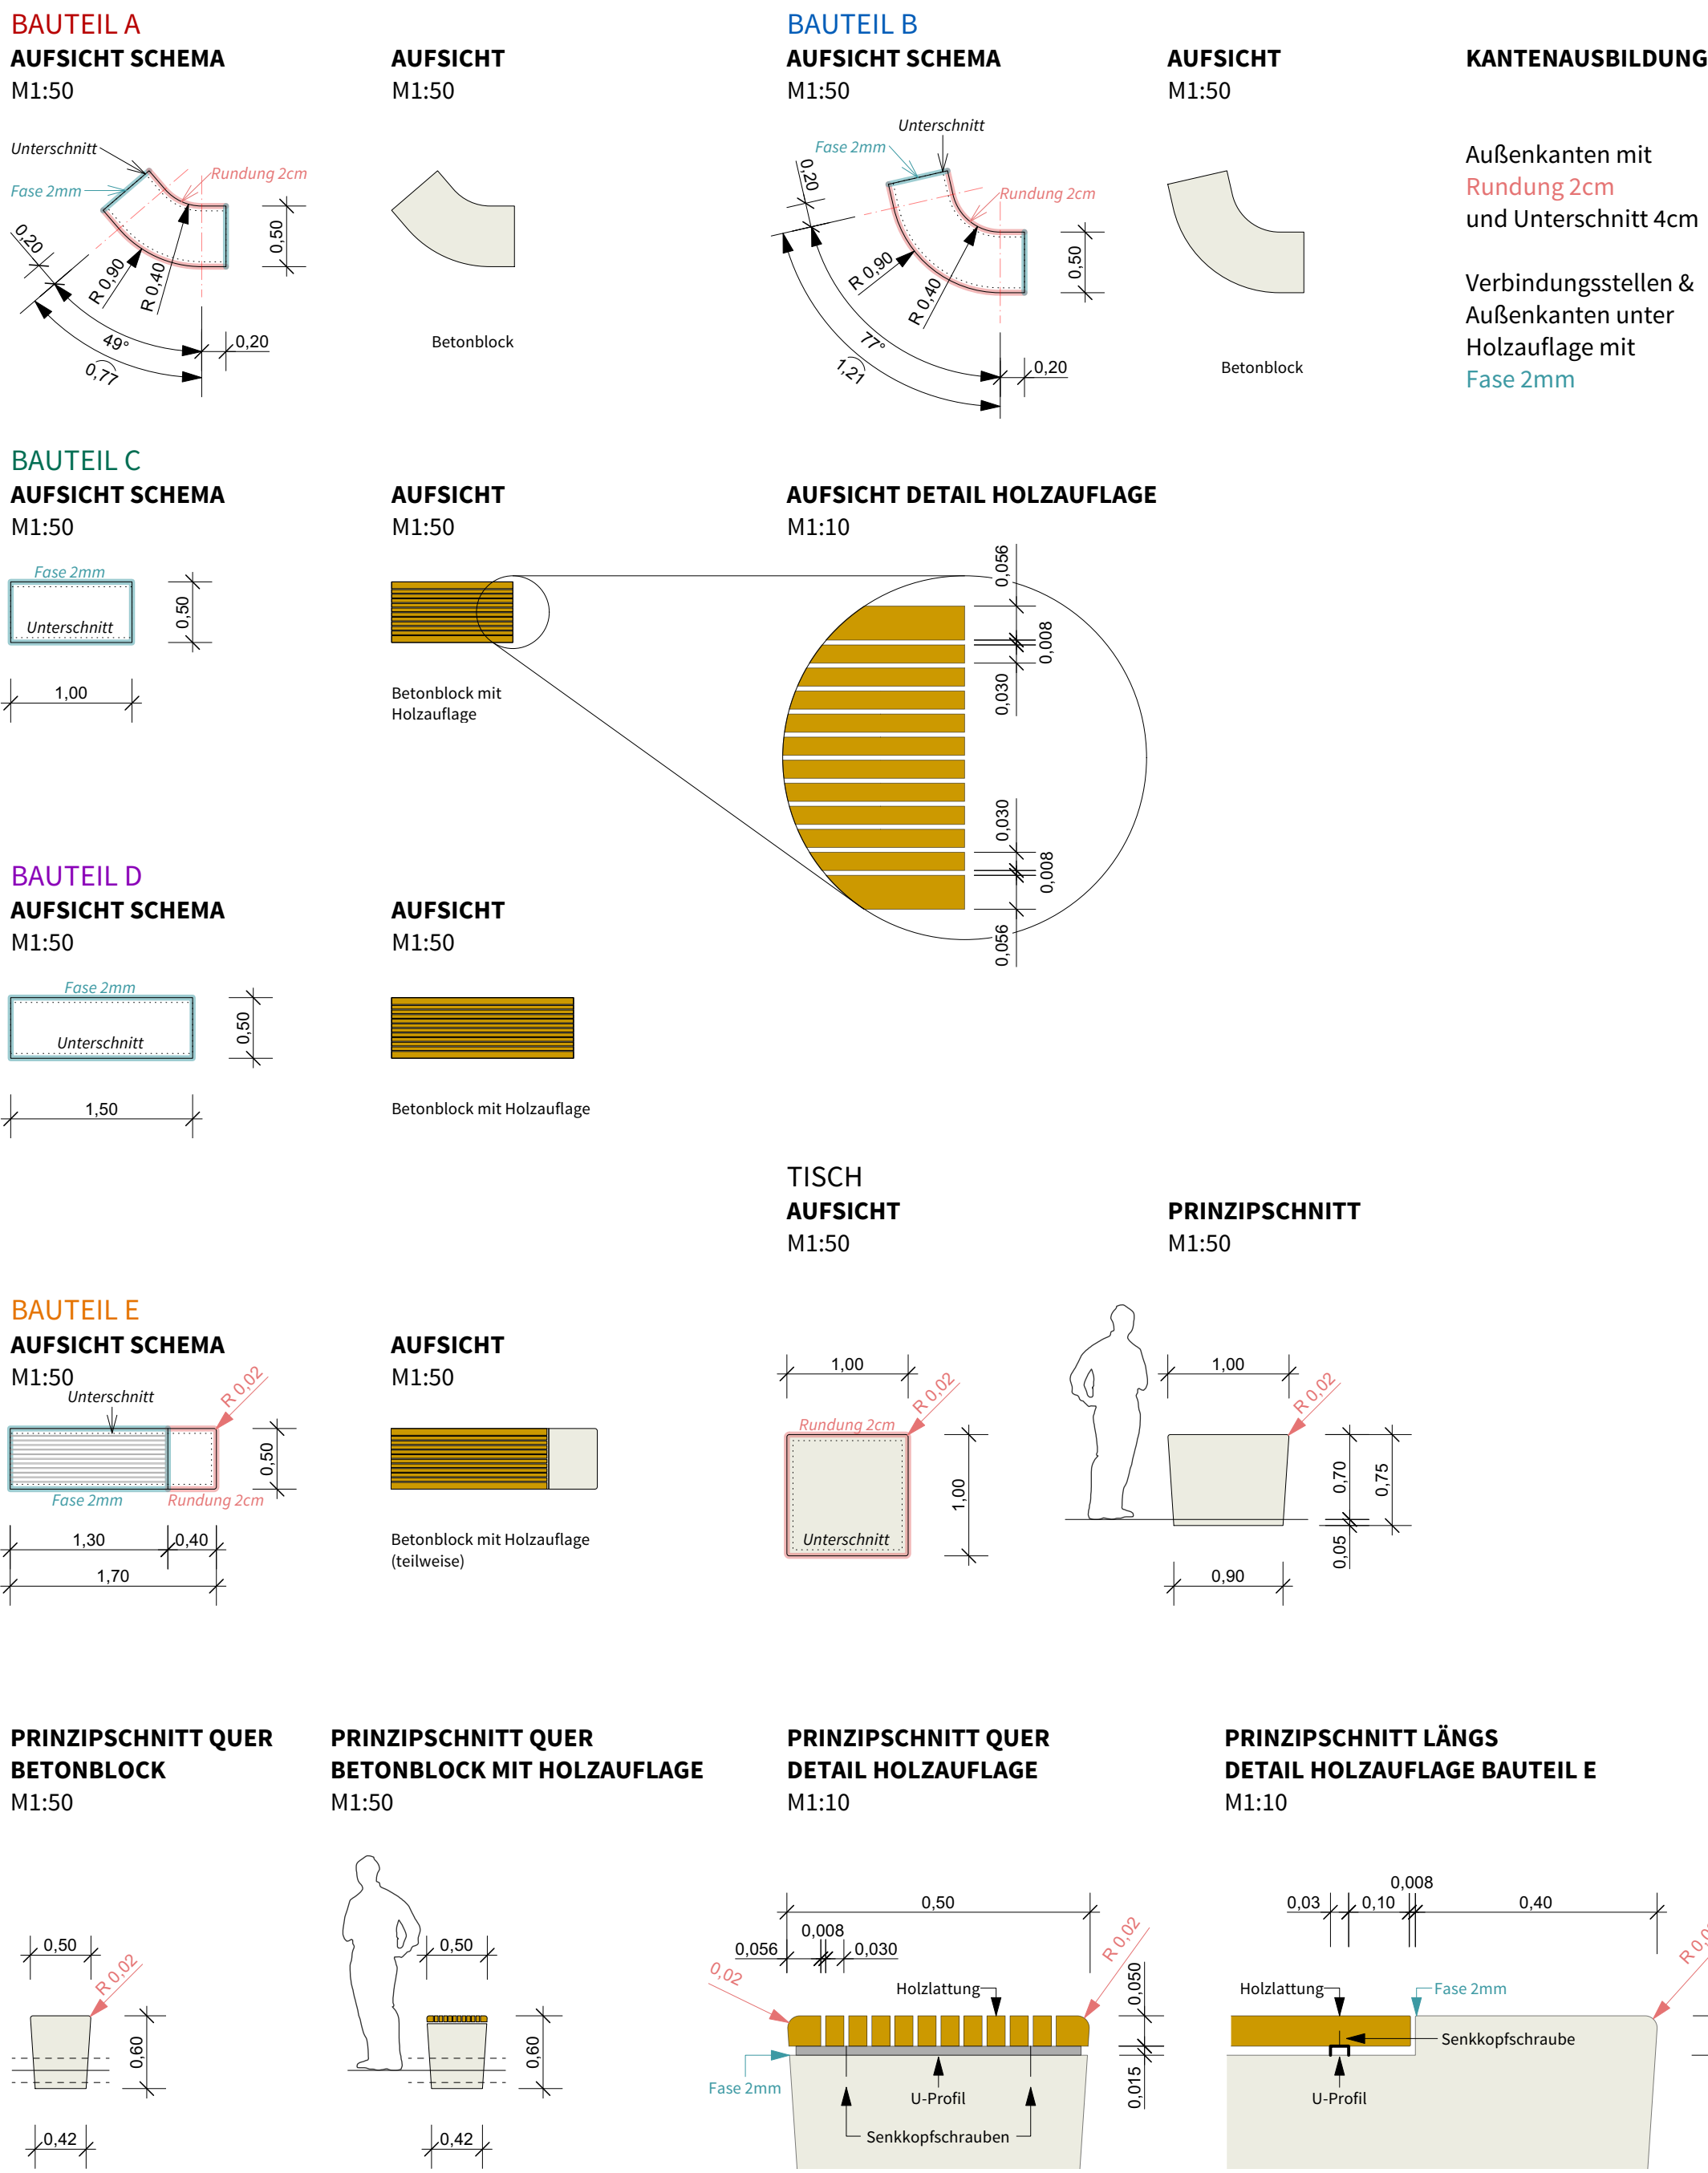 BAUTEIL A
AUFSICHT SCHEMA
M1:50
AUFSICHT
M1:50
Unterschnitt
Fase 2mm
Rundung 2cm
0,20
R 0,90
R 0,40
0,50
49°
0,77
0,20
Betonblock
BAUTEIL B
AUFSICHT SCHEMA
M1:50
AUFSICHT
M1:50
Unterschnitt
Fase 2mm
0,20
Rundung 2cm
R 0,90
R 0,40
0,50
77°
1,21
0,20
Betonblock
KANTENAUSBILDUNG
Außenkanten mit
Rundung 2cm
und Unterschnitt 4cm
Verbindungsstellen &
Außenkanten unter
Holzauflage mit
Fase 2mm
BAUTEIL C
AUFSICHT SCHEMA
M1:50
AUFSICHT
M1:50
AUFSICHT DETAIL HOLZAUFLAGE
M1:10
Fase 2mm
Unterschnitt
0,50
1,00
Betonblock mit
Holzauflage
0,056
0,008
0,030
0,030
0,008
0,056
BAUTEIL D
AUFSICHT SCHEMA
M1:50
AUFSICHT
M1:50
Fase 2mm
Unterschnitt
0,50
1,50
Betonblock mit Holzauflage
TISCH
AUFSICHT
M1:50
PRINZIPSCHNITT
M1:50
1,00
R 0,02
Rundung 2cm
Unterschnitt
1,00
1,00
R 0,02
0,70
0,75
0,05
0,90
BAUTEIL E
AUFSICHT SCHEMA
M1:50
AUFSICHT
M1:50
Unterschnitt
R 0,02
0,50
Fase 2mm
Rundung 2cm
1,30
0,40
1,70
Betonblock mit Holzauflage
(teilweise)
PRINZIPSCHNITT QUER
BETONBLOCK
M1:50
0,50
R 0,02
0,60
0,42
PRINZIPSCHNITT QUER
BETONBLOCK MIT HOLZAUFLAGE
M1:50
0,50
0,60
0,42
PRINZIPSCHNITT QUER
DETAIL HOLZAUFLAGE
M1:10
0,50
0,008
0,056
0,030
0,02
R 0,02
Holzlattung
0,050
Fase 2mm
U-Profil
0,015
Senkkopfschrauben
PRINZIPSCHNITT LÄNGS
DETAIL HOLZAUFLAGE BAUTEIL E
M1:10
0,008
0,03
0,10
0,40
Holzlattung
Fase 2mm
Senkkopfschraube
U-Profil